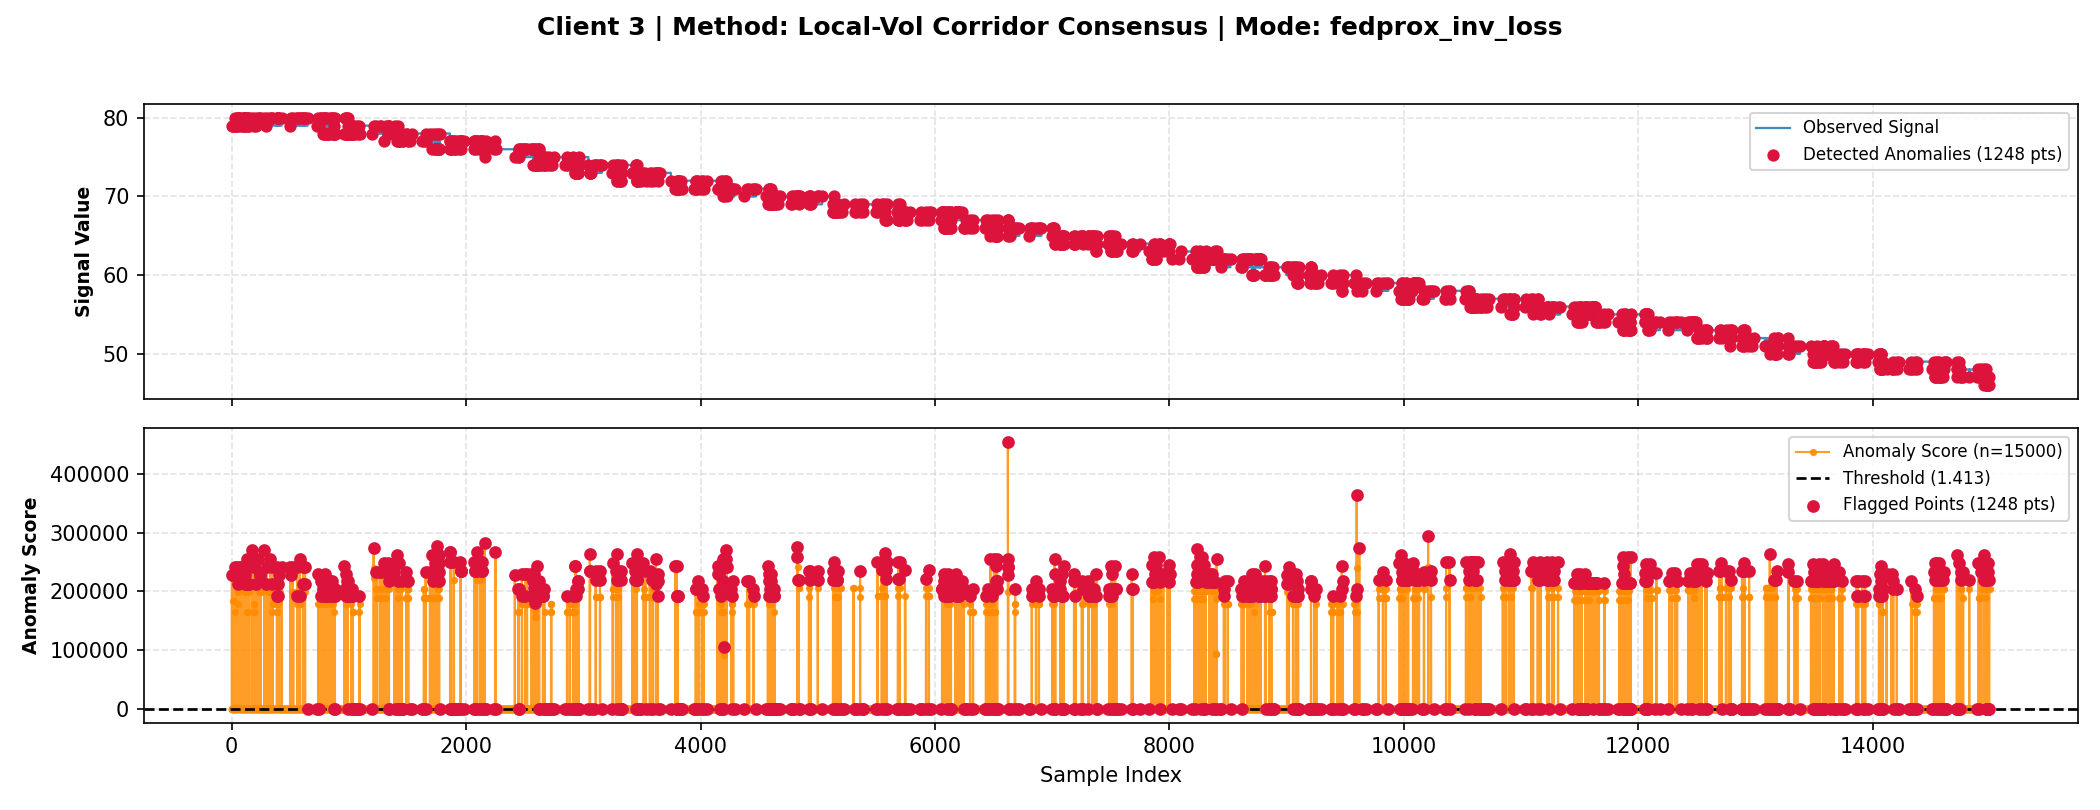 Client 3 | Method: Local-Vol Corridor Consensus | Mode: fedprox_inv_loss
80
70
60
50
Signal Value
Observed Signal
Detected Anomalies (1248 pts)
400000
300000
200000
100000
0
Anomaly Score
Anomaly Score (n=15000)
Threshold (1.413)
Flagged Points (1248 pts)
0 2000 4000 6000 8000 10000 12000 14000
Sample Index